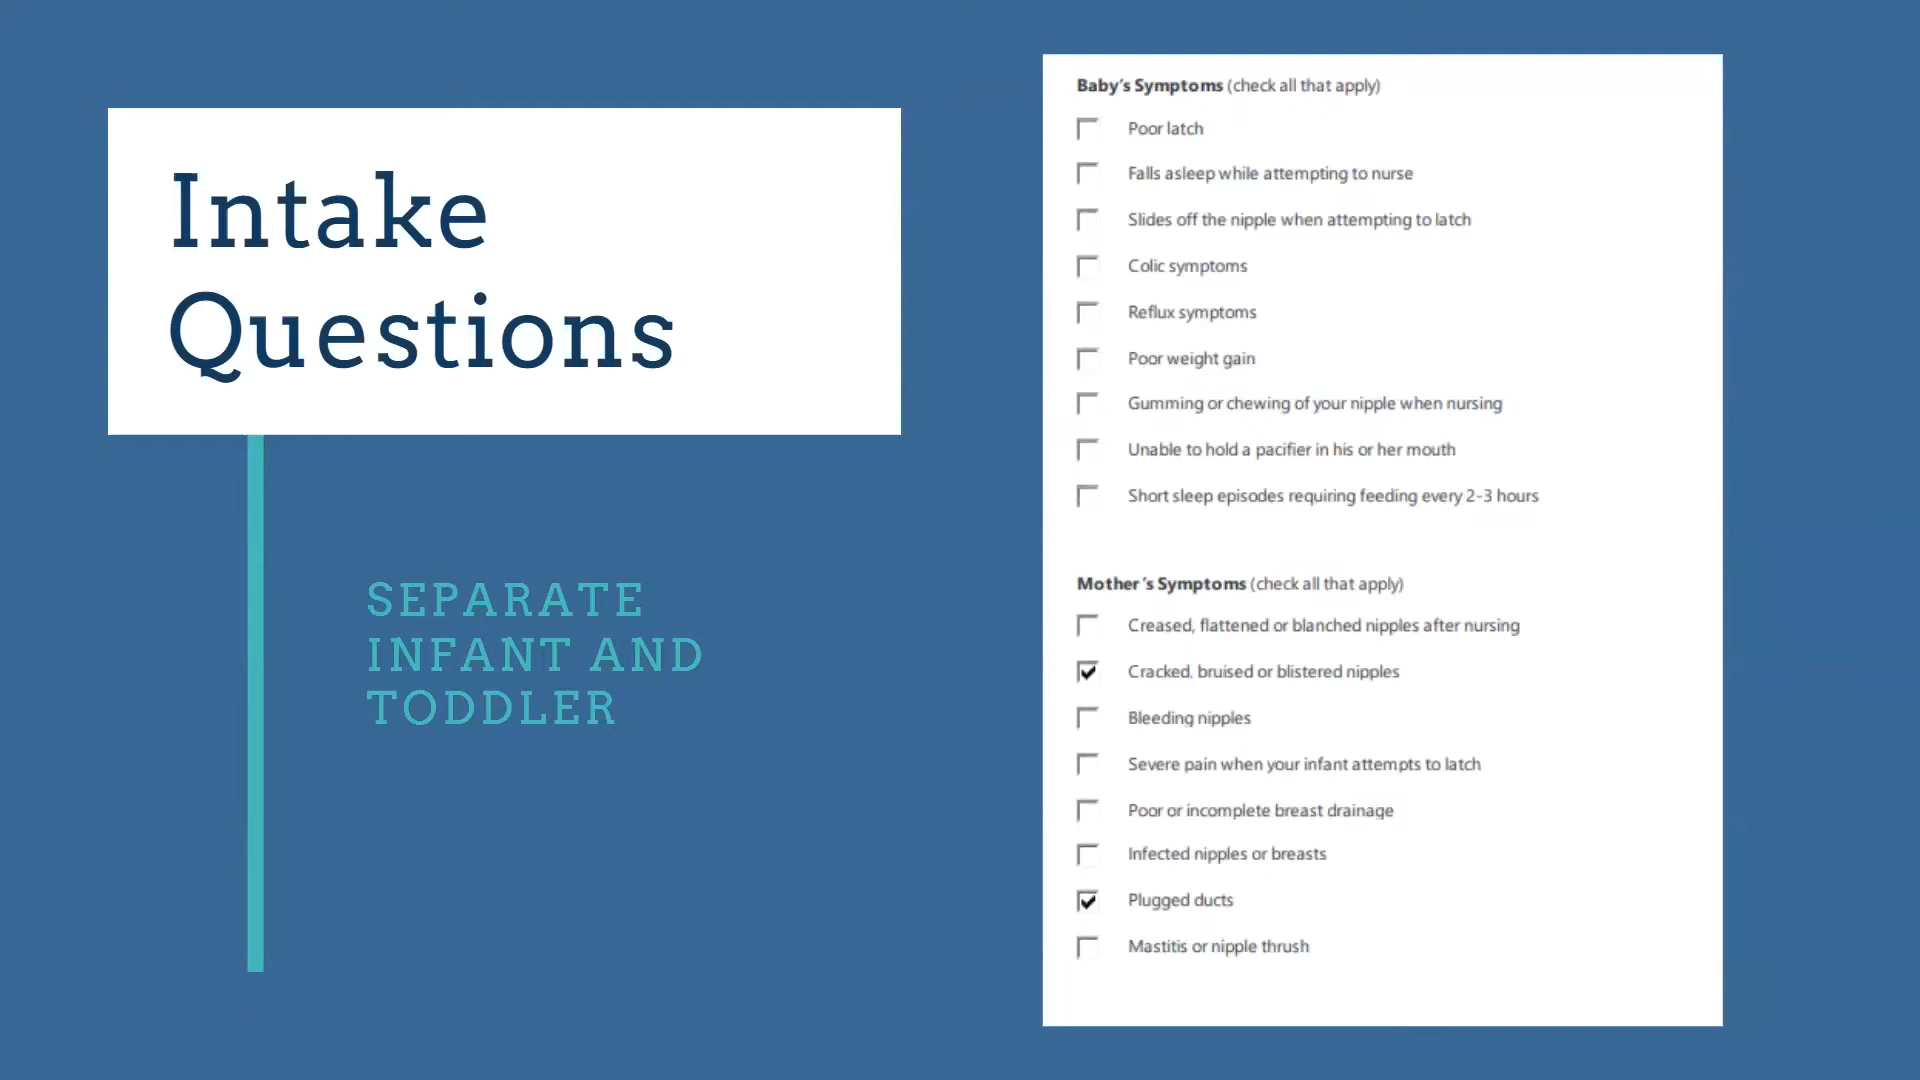 Intake
Questions
SEPARATE
INFANT AND
TODDLER
Baby's Symptoms (check all that apply)
Poor latch
Falls asleep while attempting to nurse
Slides off the nipple when attempting to latch
Colic symptoms
Reflux symptoms
Poor weight gain
Gumming or chewing of your nipple when nursing
Unable to hold a pacifier in his or her mouth
Short sleep episodes requiring feeding every 2-3 hours
Mother's Symptoms (check all that apply)
Creased, flattened or blanched nipples after nursing
Cracked, bruised or blistered nipples
Bleeding nipples
Severe pain when your infant attempts to latch
Poor or incomplete breast drainage
Infected nipples or breasts
Plugged ducts
Mastitis or nipple thrush